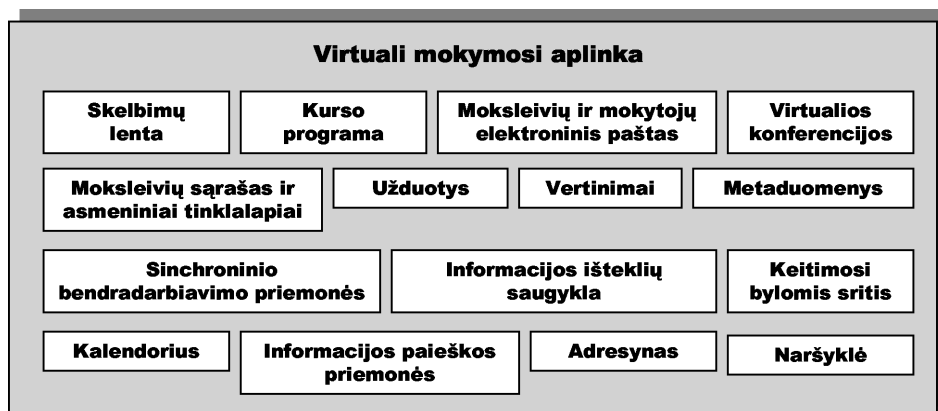 Virtuali mokymosi aplinka
Skelbimų
lenta
Kurso
programa
Moksleivių ir mokytojų
elektroninis paštas
Virtualios
konferencijos
Moksleivių sąrašas ir
asmeniniai tinklalapiai
Užduotys
Vertinimai
Metaduomenys
Sinchroninio
bendradarbiavimo priemonės
Informacijos išteklių
saugykla
Keitimosi
bylomis sritis
Kalendorius
Informacijos paieškos
priemonės
Adresynas
Naršyklė